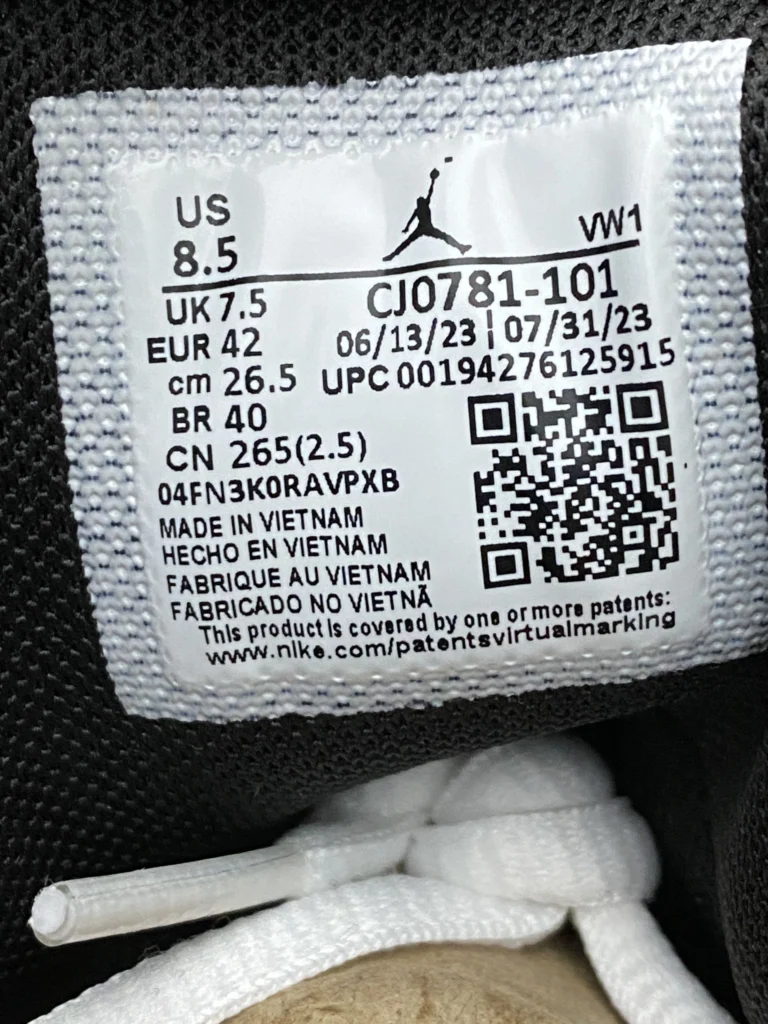 US
8.5
VW1
UK 7.5
CJ0781-101
EUR 42
06/13/23 | 07/31/23
cm 26.5
UPC 00194276125915
BR 40
CN 265(2.5)
04FN3K0RAVPXB
MADE IN VIETNAM
HECHO EN VIETNAM
FABRIQUE AU VIETNAM
FABRICADO NO VIETNÃ
This product is covered by one or more patents:
www.nike.com/patentsvirtualmarking